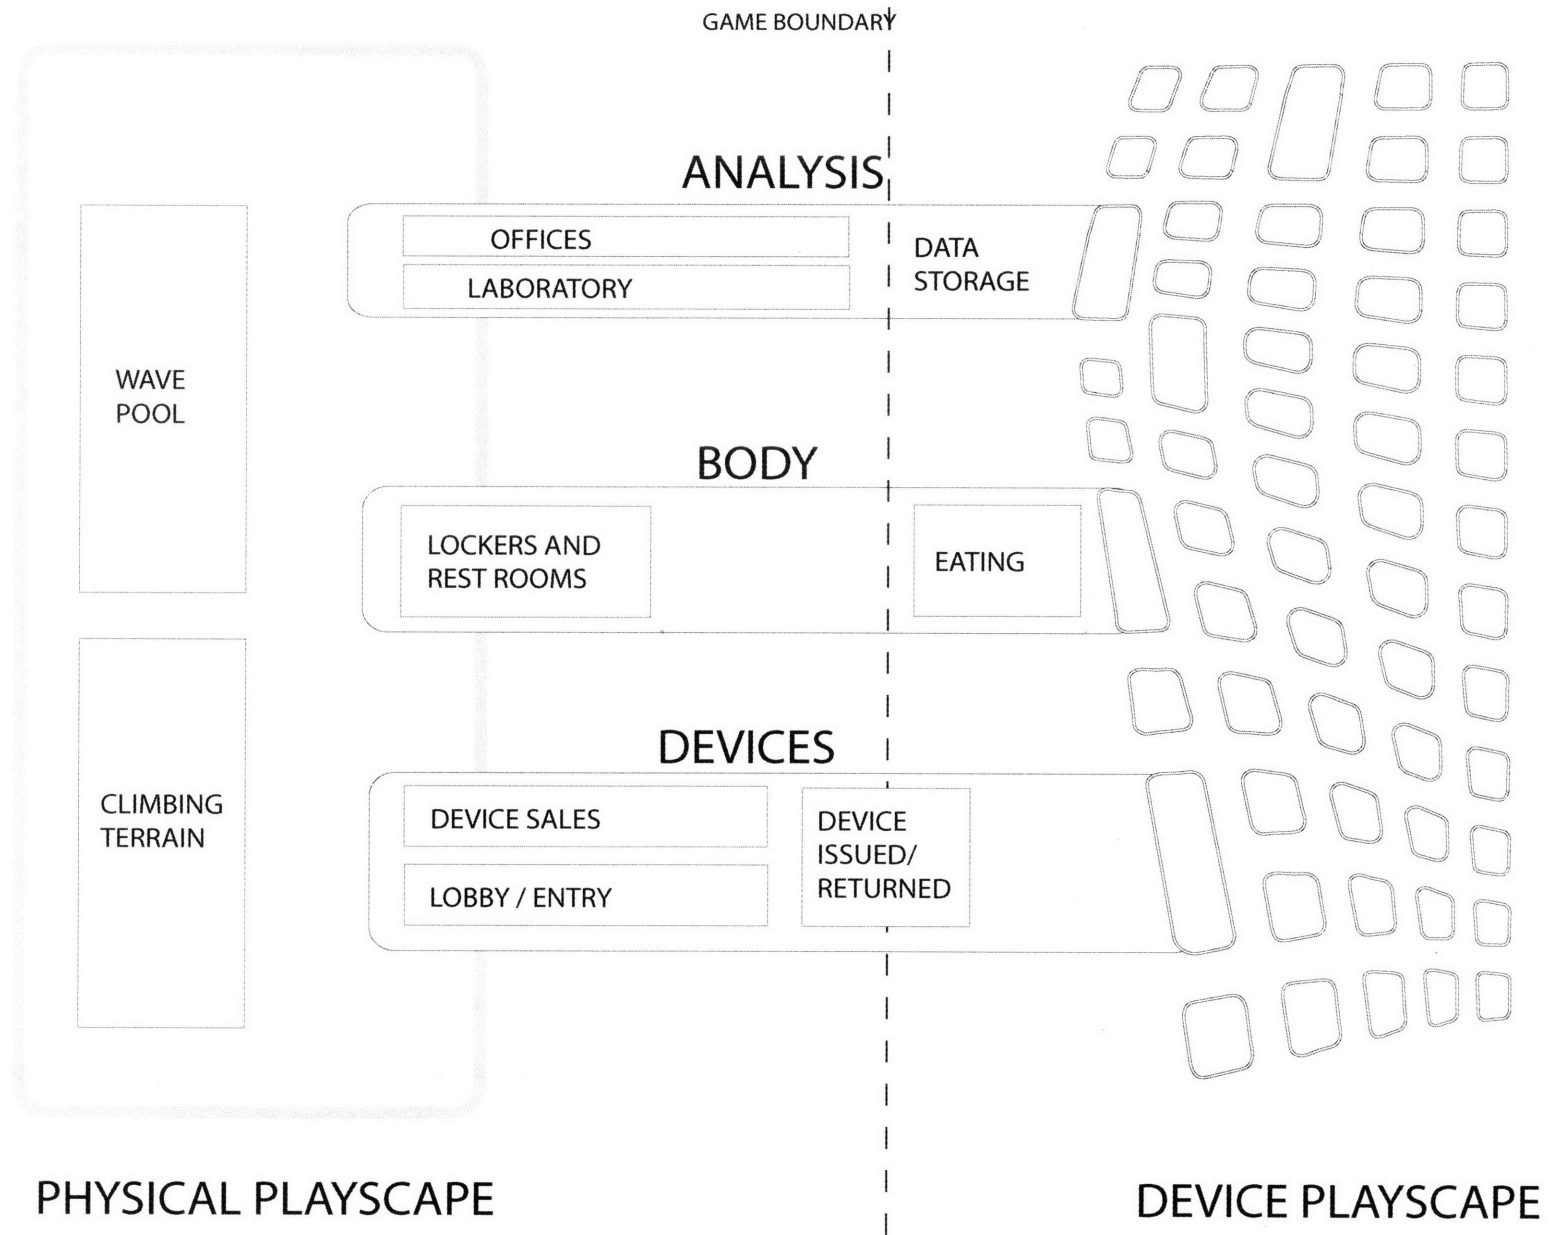 GAME BOUNDARY
ANALYSIS
OFFICES
LABORATORY
DATA
STORAGE
WAVE
POOL
BODY
LOCKERS AND
REST ROOMS
EATING
DEVICES
CLIMBING
TERRAIN
DEVICE SALES
LOBBY / ENTRY
DEVICE
ISSUED/
RETURNED
PHYSICAL PLAYSCAPE
DEVICE PLAYSCAPE